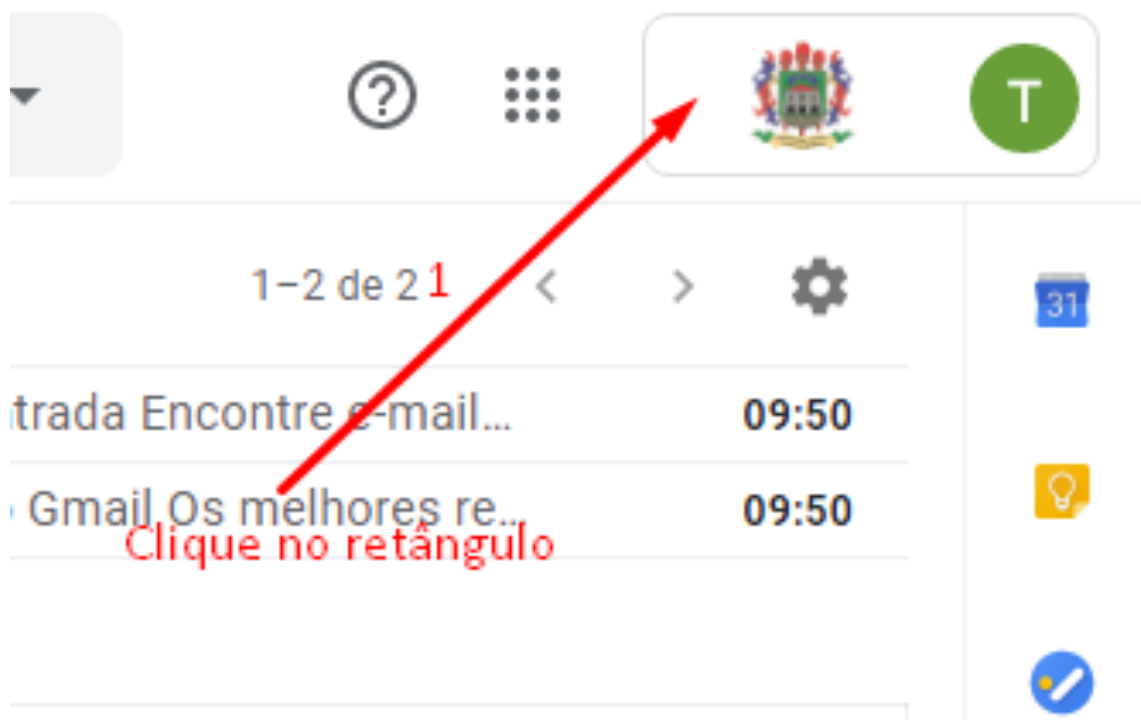 T
1–2 de 2
1
31
trada Encontre e-mail...
09:50
Gmail Os melhores re...
09:50
Clique no retângulo